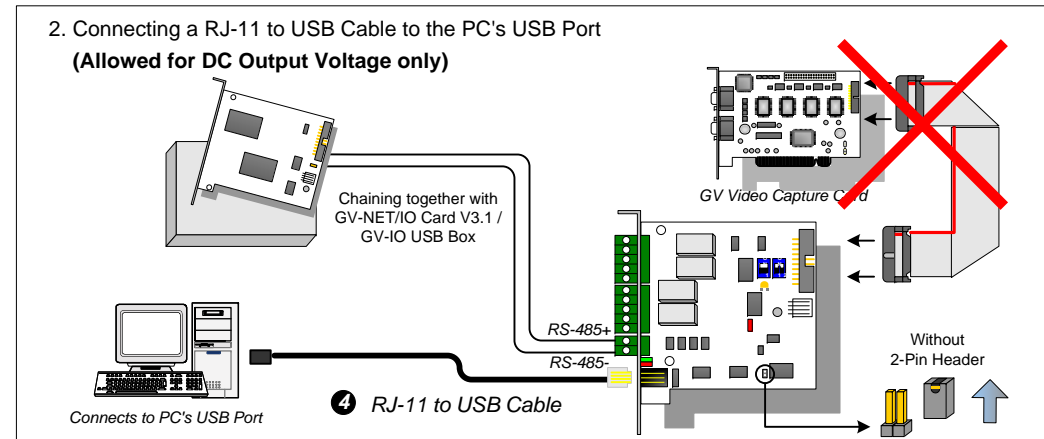 2. Connecting a RJ-11 to USB Cable to the PC's USB Port
(Allowed for DC Output Voltage only)
Chaining together with
GV-NET/IO Card V3.1 /
GV-IO USB Box
GV Video Capture Card
RS-485+
RS-485-
Without
2-Pin Header
4 RJ-11 to USB Cable
Connects to PC's USB Port